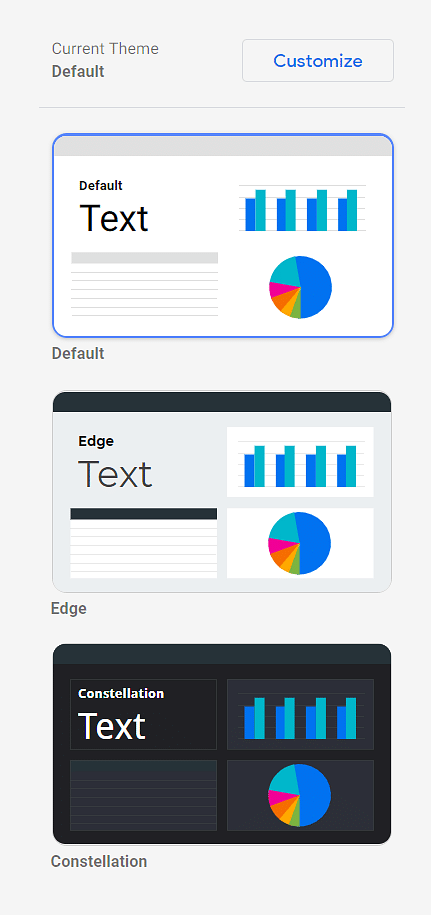 Current Theme
Default
Customize
Default
Text
Default
Edge
Text
Edge
Constellation
Text
Constellation